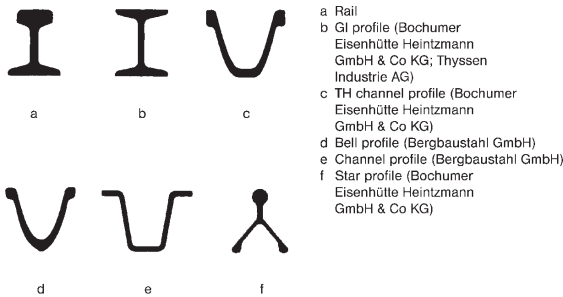 a Rail
b GI profile (Bochumer
Eisenhütte Heintzmann
GmbH & Co KG; Thyssen
Industrie AG)
c TH channel profile (Bochumer
Eisenhütte Heintzmann
GmbH & Co KG)
d Bell profile (Bergbaustahl GmbH)
e Channel profile (Bergbaustahl GmbH)
f Star profile (Bochumer
Eisenhütte Heintzmann
GmbH & Co KG)
a b c
d e f